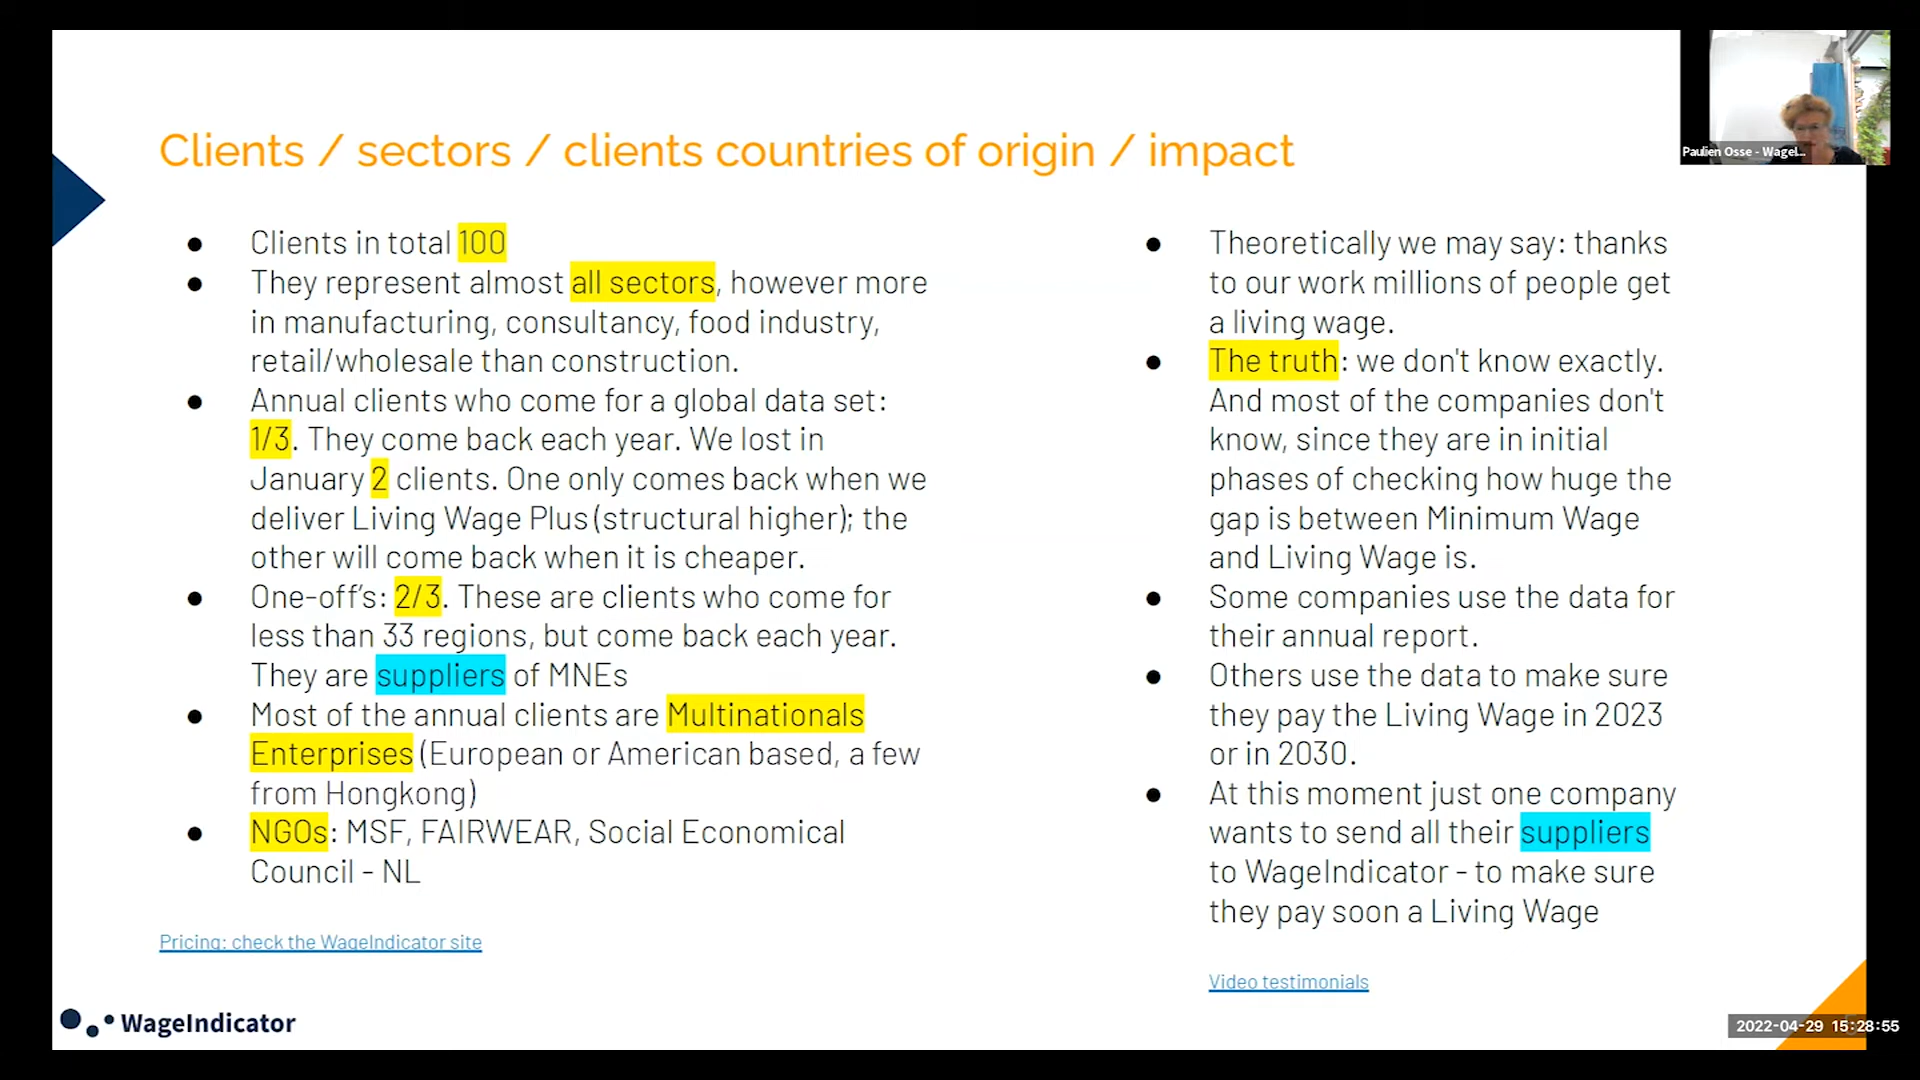 Clients / sectors / clients countries of origin / impact
Paulien Osse - WageI...
● Clients in total 100
● They represent almost all sectors, however more
in manufacturing, consultancy, food industry,
retail/wholesale than construction.
● Annual clients who come for a global data set:
1/3. They come back each year. We lost in
January 2 clients. One only comes back when we
deliver Living Wage Plus (structural higher); the
other will come back when it is cheaper.
● One-off's: 2/3. These are clients who come for
less than 33 regions, but come back each year.
They are suppliers of MNEs
● Most of the annual clients are Multinationals
Enterprises (European or American based, a few
from Hongkong)
● NGOs: MSF, FAIRWEAR, Social Economical
Council - NL
Pricing: check the WageIndicator site
● Theoretically we may say: thanks
to our work millions of people get
a living wage.
● The truth: we don't know exactly.
And most of the companies don't
know, since they are in initial
phases of checking how huge the
gap is between Minimum Wage
and Living Wage is.
● Some companies use the data for
their annual report.
● Others use the data to make sure
they pay the Living Wage in 2023
or in 2030.
● At this moment just one company
wants to send all their suppliers
to WageIndicator - to make sure
they pay soon a Living Wage
Video testimonials
WageIndicator
2022-04-29 15:28:55